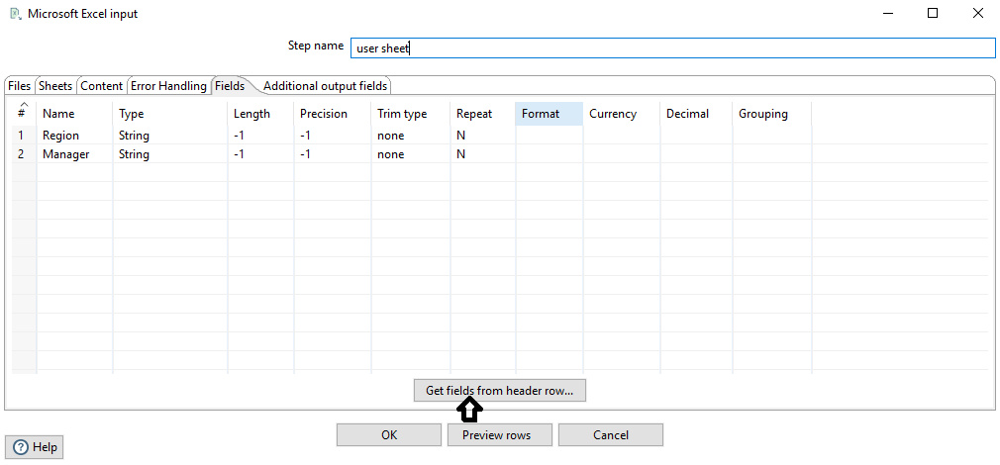 Microsoft Excel input
Step name user sheet
Files Sheets Content Error Handling Fields Additional output fields
# Name Type Length Precision Trim type Repeat Format Currency Decimal Grouping
1 Region String -1 -1 none N
2 Manager String -1 -1 none N
Get fields from header row...
OK Preview rows Cancel
Help